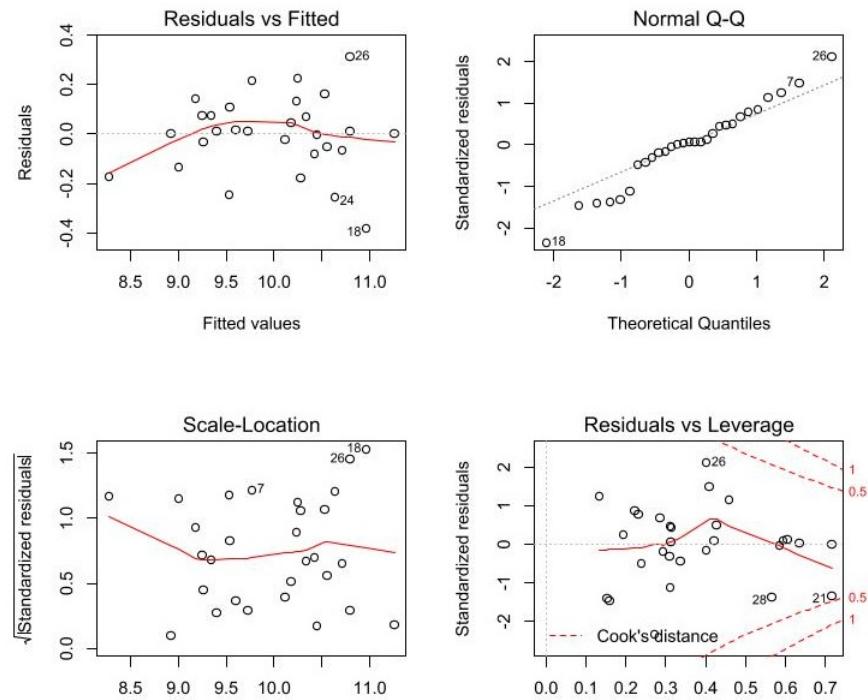 Residuals vs Fitted
Residuals
0.4
0.2
0.0
-0.2
-0.4
26
24
18
8.5 9.0 9.5 10.0 11.0
Fitted values
Normal Q-Q
Standardized residuals
2
1
0
-1
-2
26
7
18
-2 -1 0 1 2
Theoretical Quantiles
Scale-Location
√|Standardized residuals|
1.5
1.0
0.5
0.0
18
26
7
8.5 9.0 9.5 10.0 11.0
Residuals vs Leverage
Standardized residuals
2
1
0
-1
-2
26
28
21
1
0.5
0.5
1
Cook's distance
0.0 0.1 0.2 0.3 0.4 0.5 0.6 0.7